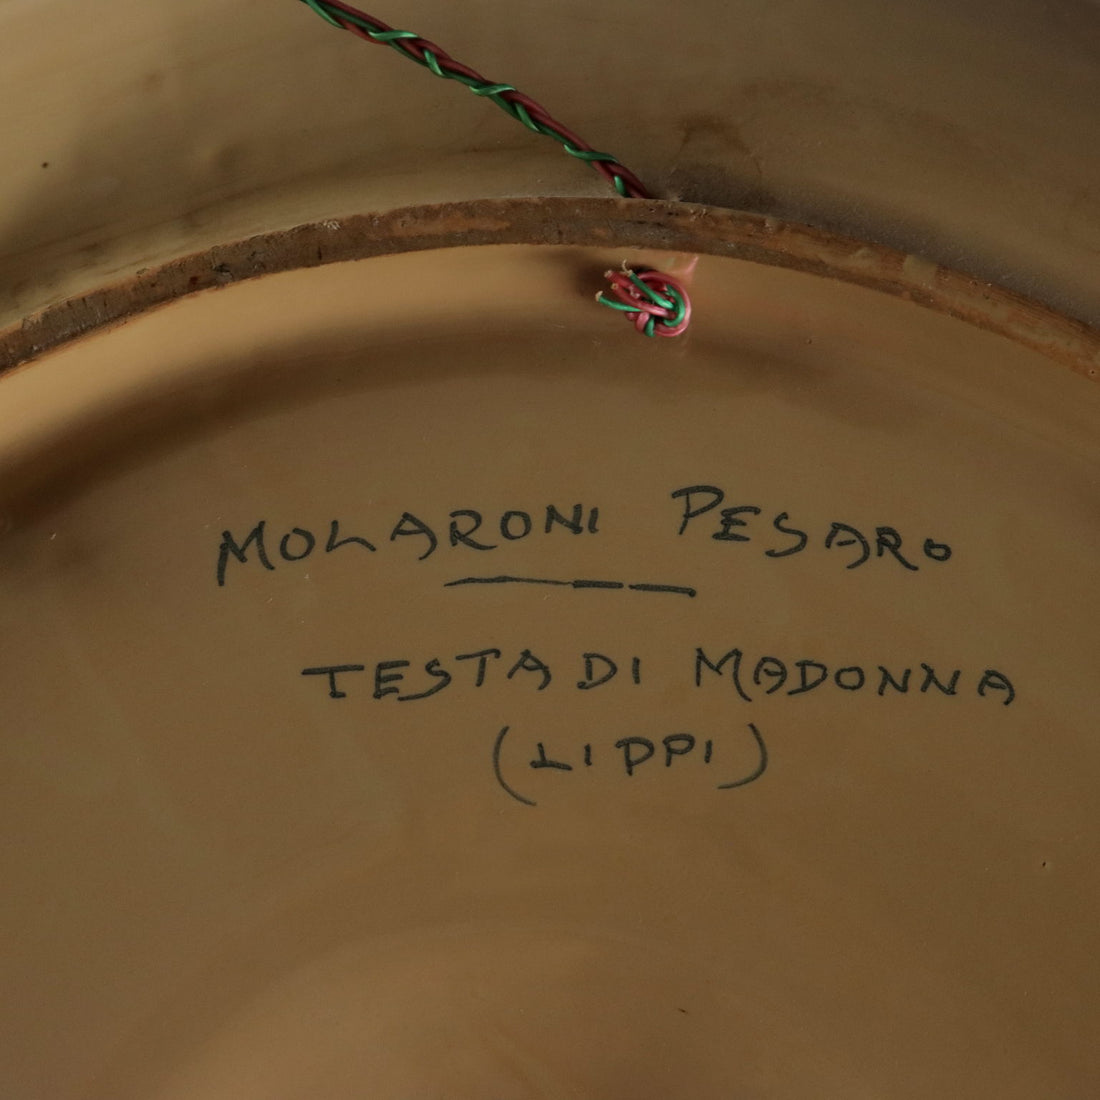 MOLARONI PESARO
TESTA DI MADONNA
(LIPPI)